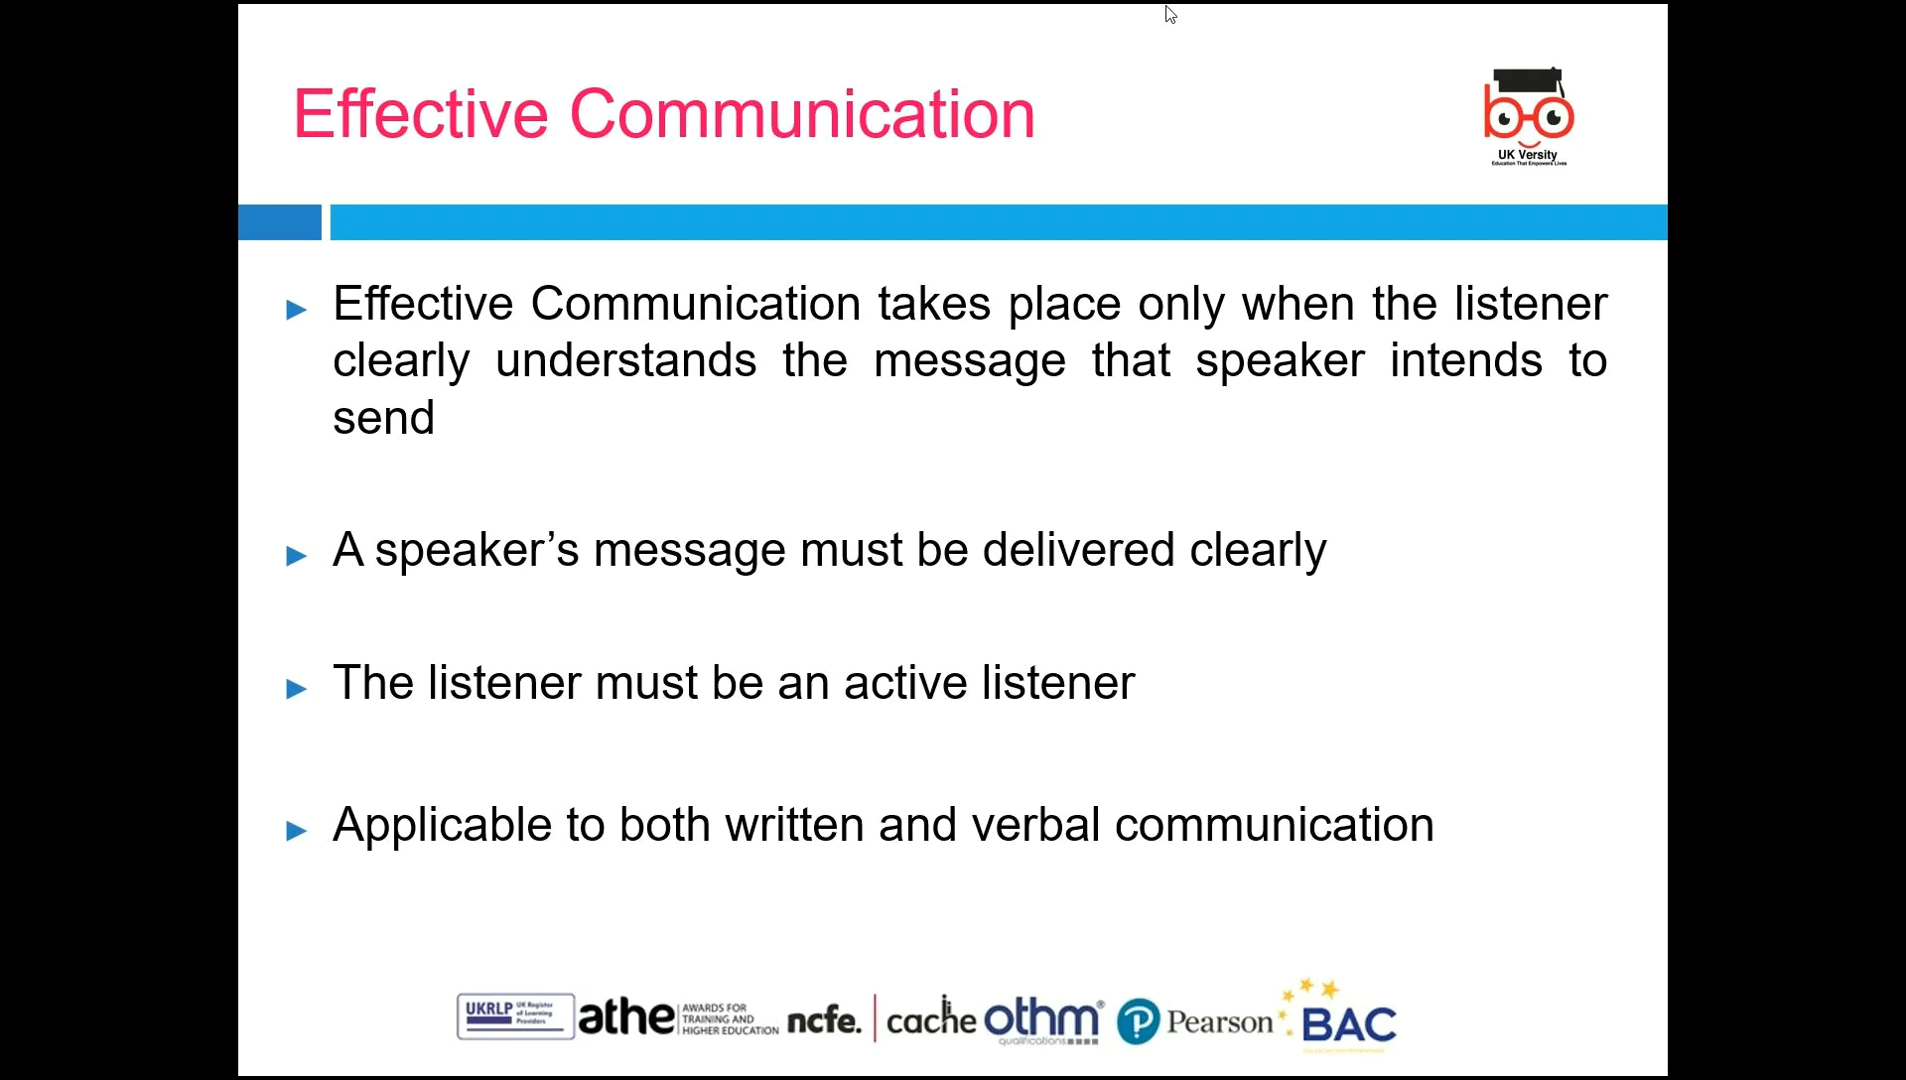 Effective Communication
UK Versity
Education That Empowers Lives
Effective Communication takes place only when the listener
clearly understands the message that speaker intends to
send
A speaker’s message must be delivered clearly
The listener must be an active listener
Applicable to both written and verbal communication
UKRLP UK Register
of Learning
Providers
athe AWARDS FOR
TRAINING AND
HIGHER EDUCATION
ncfe.
cache
othm®
qualifications
Pearson
BAC